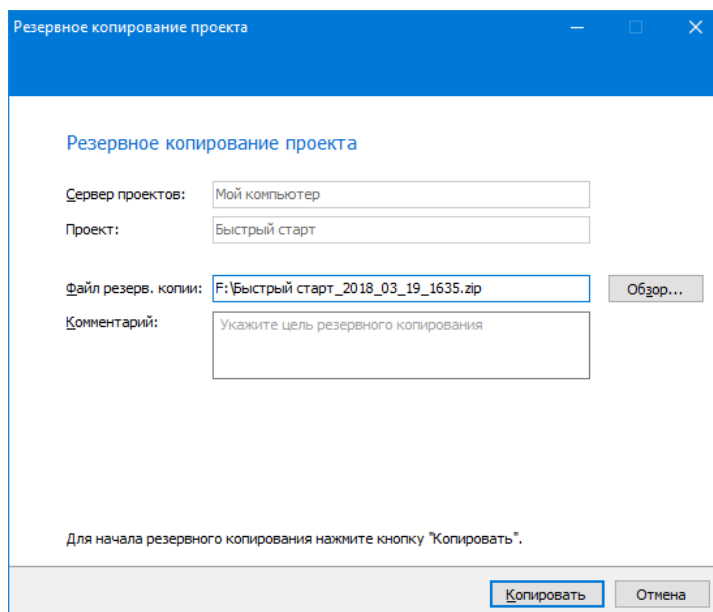 Резервное копирование проекта
Резервное копирование проекта
Сервер проектов: Мой компьютер
Проект: Быстрый старт
Файл резерв. копии: F:\Быстрый старт_2018_03_19_1635.zip Обзор...
Комментарий: Укажите цель резервного копирования
Для начала резервного копирования нажмите кнопку "Копировать".
Копировать Отмена